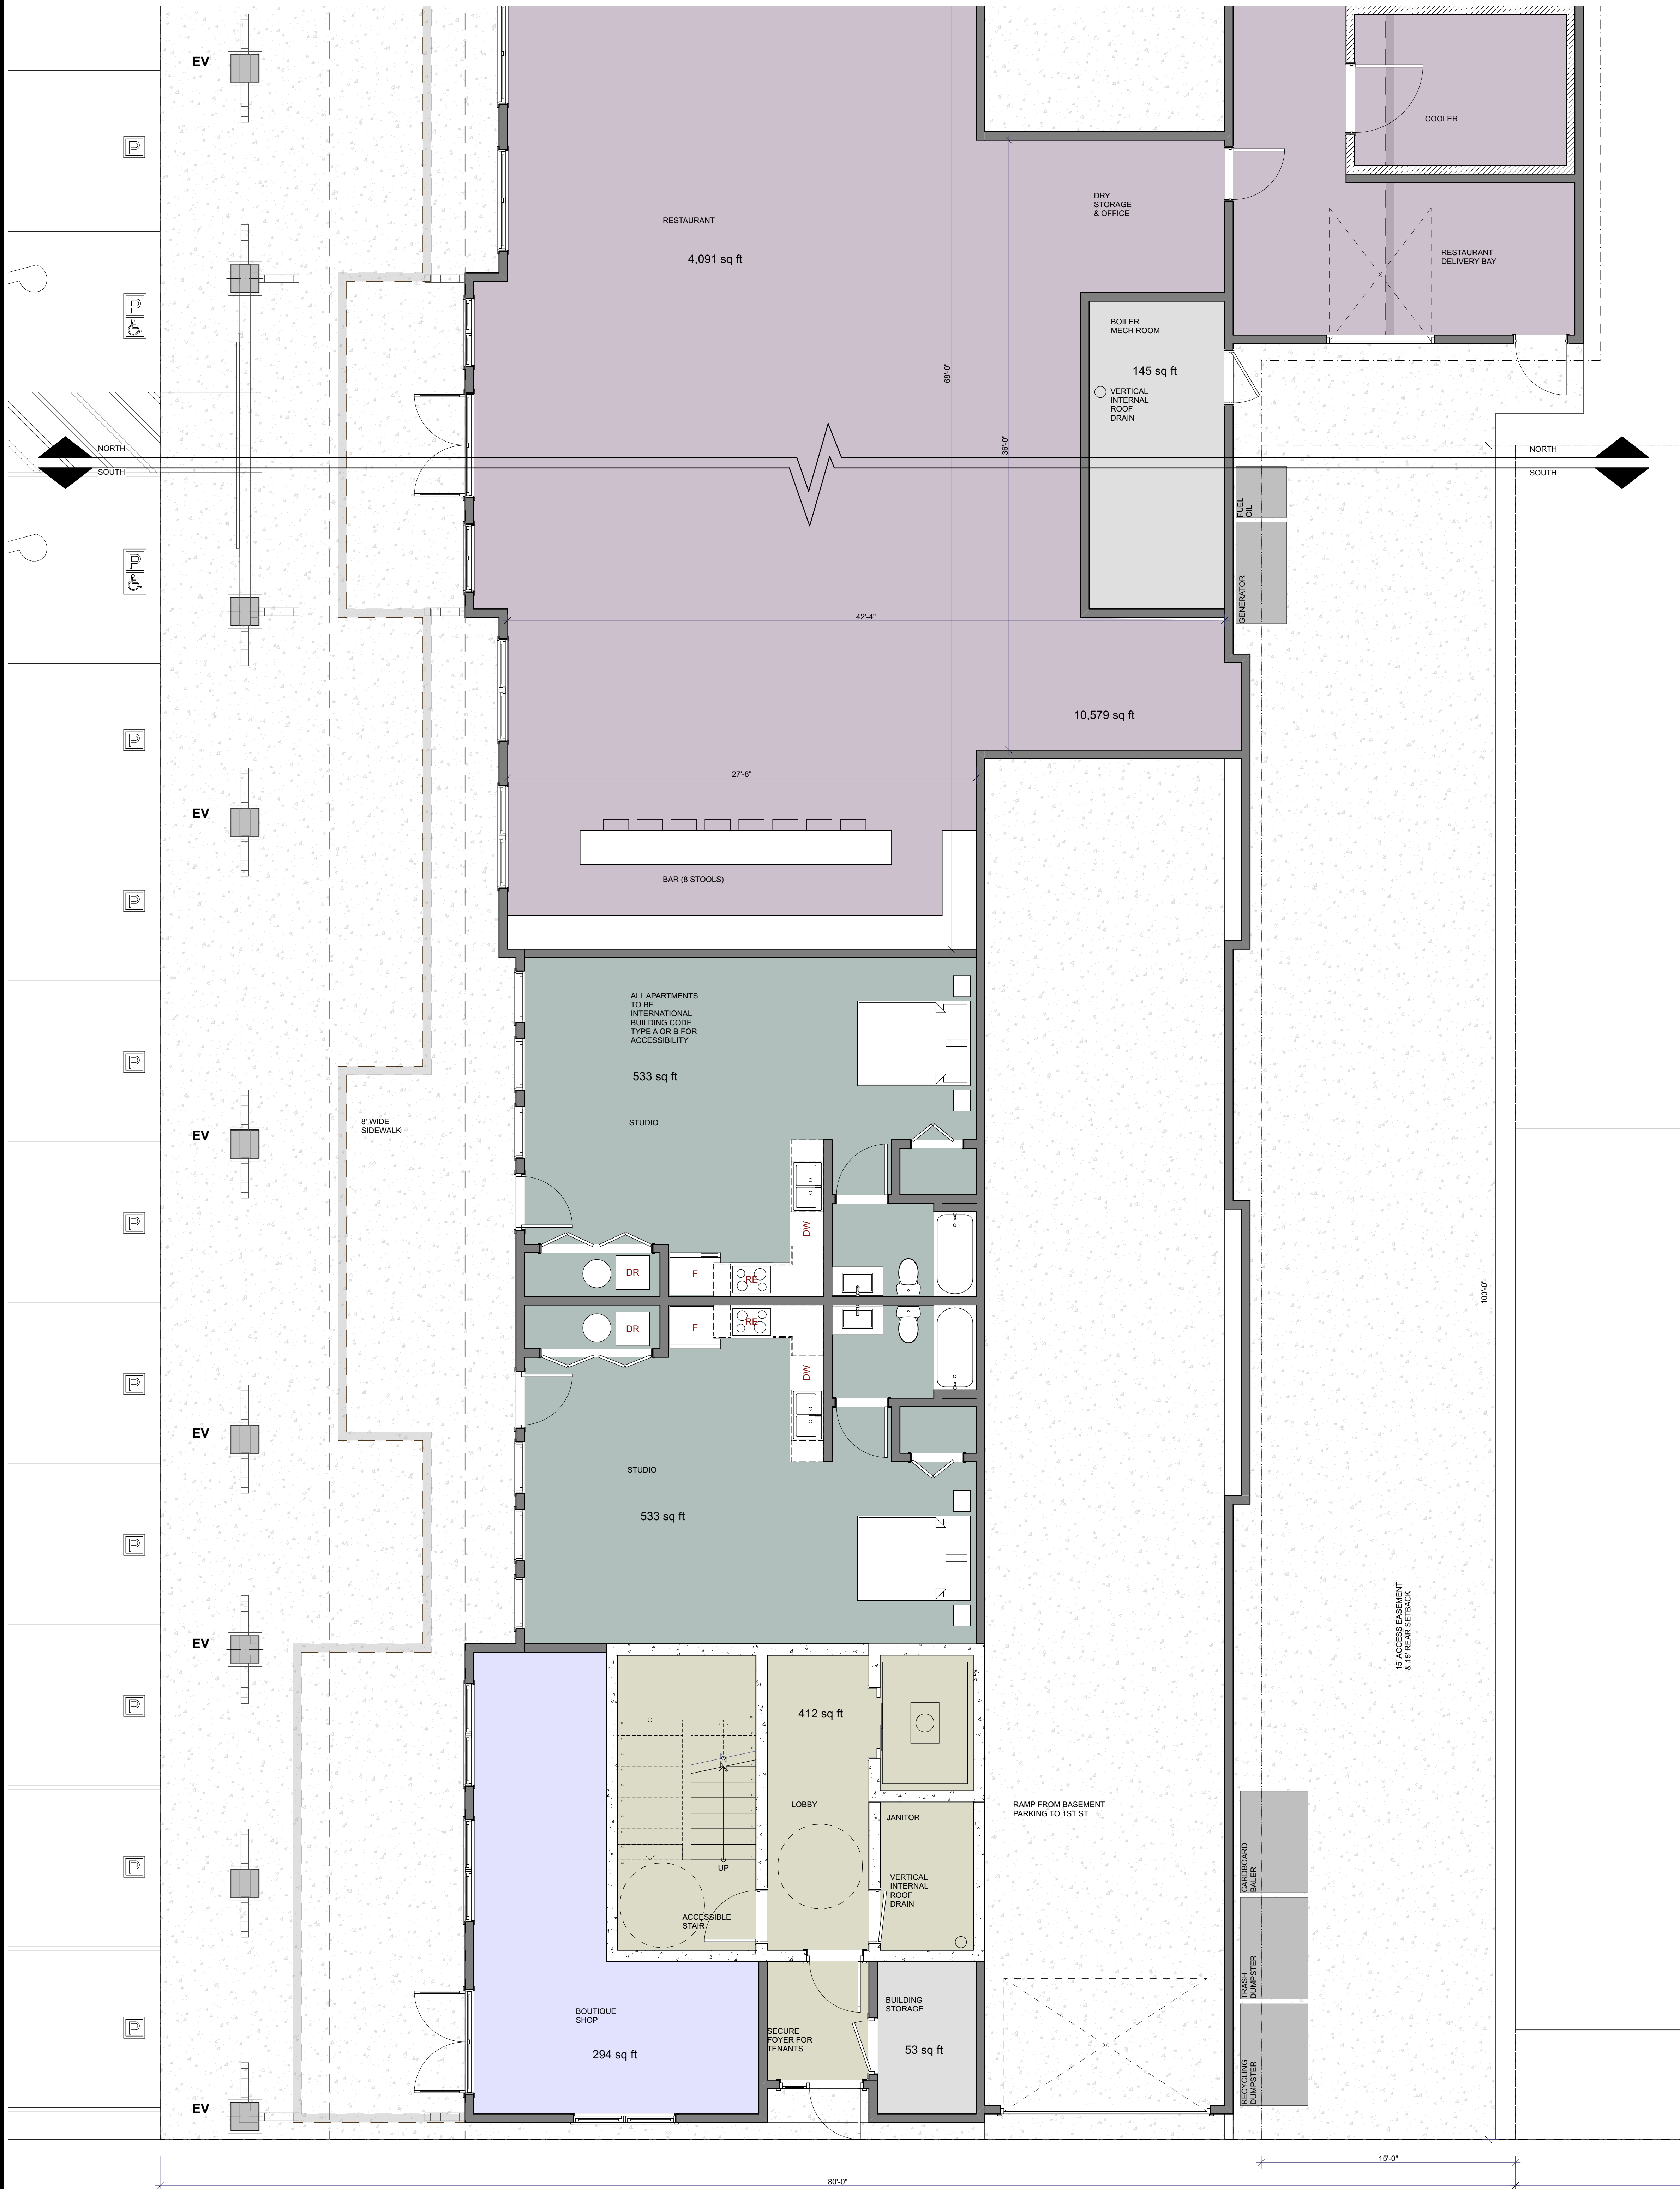 EV
COOLER
DRY
STORAGE
& OFFICE
RESTAURANT
4,091 sq ft
RESTAURANT
DELIVERY BAY
P
P
BOILER
MECH ROOM
145 sq ft
VERTICAL
INTERNAL
ROOF
DRAIN
68'-0"
36'-0"
NORTH
SOUTH
NORTH
SOUTH
FUEL
OIL
GENERATOR
P
42'-4"
10,579 sq ft
P
27'-8"
EV
BAR (8 STOOLS)
P
ALL APARTMENTS
TO BE
INTERNATIONAL
BUILDING CODE
TYPE A OR B FOR
ACCESSIBILITY
533 sq ft
P
8' WIDE
SIDEWALK
STUDIO
EV
P
DW
DR
F
RE
100'-0"
DR
F
RE
DW
P
EV
STUDIO
533 sq ft
P
15' ACCESS EASEMENT
& 15' REAR SETBACK
EV
P
412 sq ft
LOBBY
JANITOR
RAMP FROM BASEMENT
PARKING TO 1ST ST
UP
P
VERTICAL
INTERNAL
ROOF
DRAIN
CARDBOARD
BALER
ACCESSIBLE
STAIR
TRASH
DUMPSTER
P
BOUTIQUE
SHOP
BUILDING
STORAGE
SECURE
FOYER FOR
TENANTS
294 sq ft
53 sq ft
RECYCLING
DUMPSTER
EV
15'-0"
80'-0"